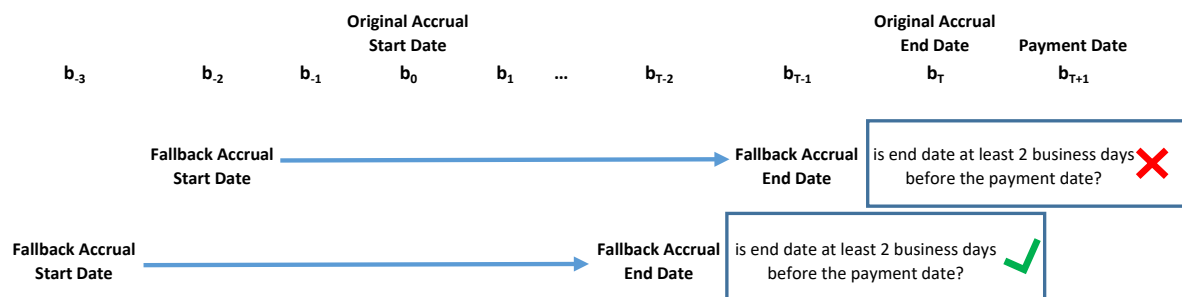 Original Accrual Start Date
Original Accrual End Date
Payment Date
b-3 b-2 b-1 b0 b1 ... bT-2 bT-1 bT bT+1
Fallback Accrual Start Date
Fallback Accrual End Date
is end date at least 2 business days
before the payment date?
Fallback Accrual Start Date
Fallback Accrual End Date
is end date at least 2 business days
before the payment date?